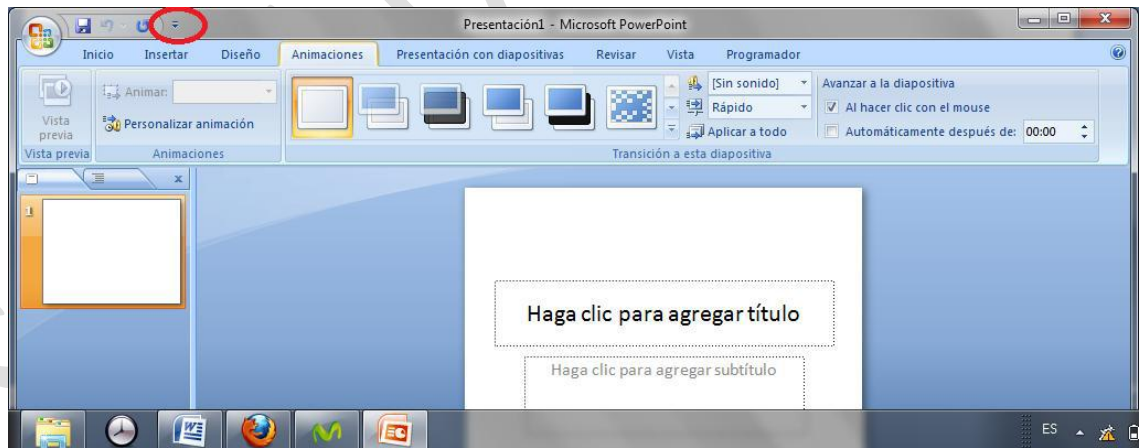 Presentación1 - Microsoft PowerPoint
Inicio Insertar Diseño Animaciones Presentación con diapositivas Revisar Vista Programador
Vista previa
Animar:
Personalizar animación
[Sin sonido]
Rápido
Aplicar a todo
Avanzar a la diapositiva
Al hacer clic con el mouse
Automáticamente después de: 00:00
Vista previa Animaciones Transición a esta diapositiva
1
Haga clic para agregar título
Haga clic para agregar subtítulo
ES